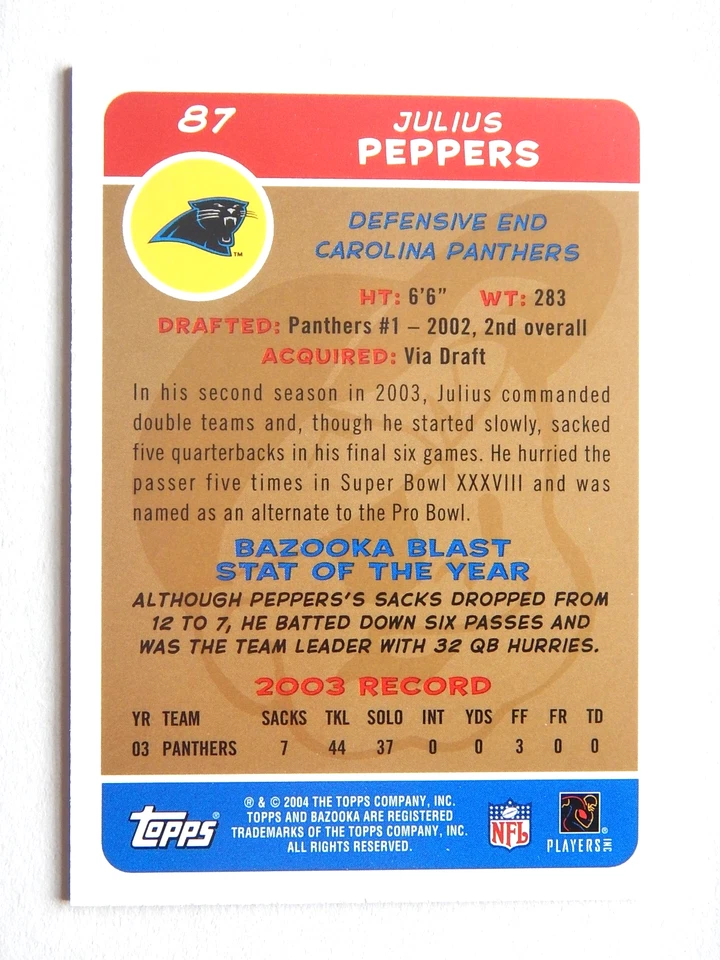 87
JULIUS
PEPPERS
TM
DEFENSIVE END
CAROLINA PANTHERS
HT: 6'6" WT: 283
DRAFTED: Panthers #1 – 2002, 2nd overall
ACQUIRED: Via Draft
In his second season in 2003, Julius commanded
double teams and, though he started slowly, sacked
five quarterbacks in his final six games. He hurried the
passer five times in Super Bowl XXXVIII and was
named as an alternate to the Pro Bowl.
BAZOOKA BLAST
STAT OF THE YEAR
ALTHOUGH PEPPERS'S SACKS DROPPED FROM
12 TO 7, HE BATTED DOWN SIX PASSES AND
WAS THE TEAM LEADER WITH 32 QB HURRIES.
2003 RECORD
YR TEAM SACKS TKL SOLO INT YDS FF FR TD
03 PANTHERS 7 44 37 0 0 3 0 0
Topps®
® & © 2004 THE TOPPS COMPANY, INC.
TOPPS AND BAZOOKA ARE REGISTERED
TRADEMARKS OF THE TOPPS COMPANY, INC.
ALL RIGHTS RESERVED.
NFL
PLAYERS INC®